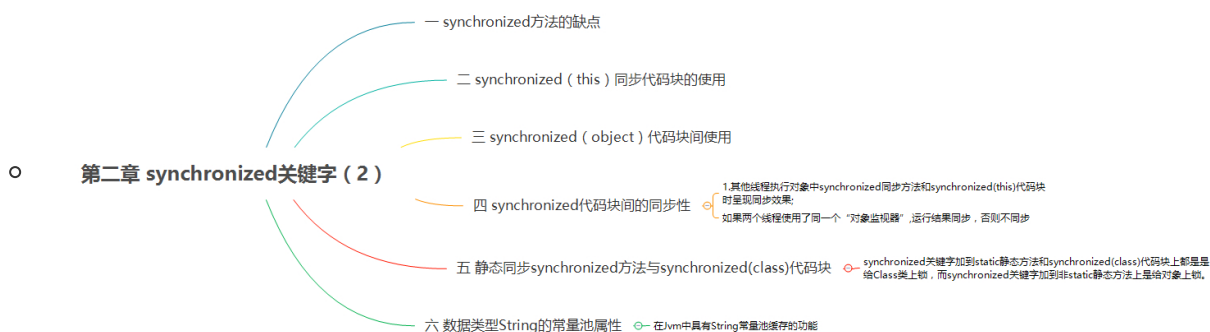 第二章 synchronized关键字（2）
一 synchronized方法的缺点
二 synchronized（this）同步代码块的使用
三 synchronized（object）代码块间使用
四 synchronized代码块间的同步性
1.其他线程执行对象中synchronized同步方法和synchronized(this)代码块
时呈现同步效果;
如果两个线程使用了同一个“对象监视器”,运行结果同步，否则不同步
五 静态同步synchronized方法与synchronized(class)代码块
synchronized关键字加到static静态方法和synchronized(class)代码块上都是是
给Class类上锁，而synchronized关键字加到非static静态方法上是给对象上锁。
六 数据类型String的常量池属性
在Jvm中具有String常量池缓存的功能